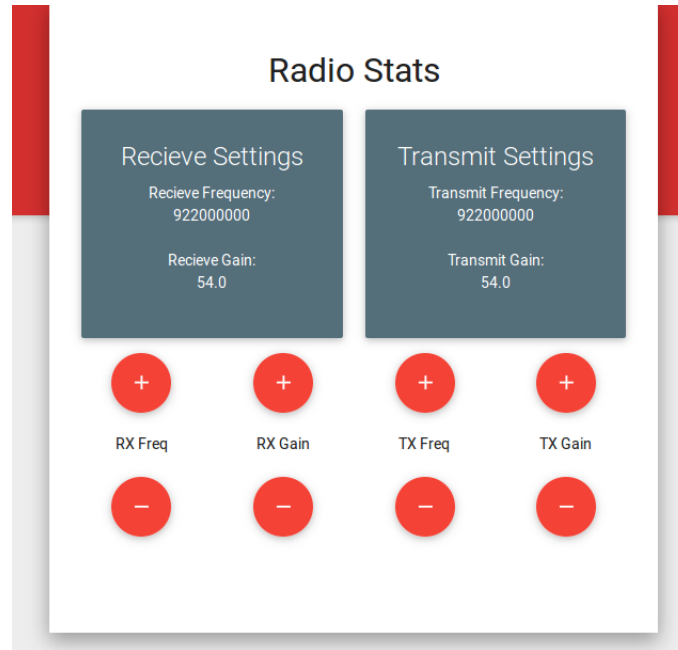 Radio Stats
Recieve Settings
Recieve Frequency:
922000000
Recieve Gain:
54.0
Transmit Settings
Transmit Frequency:
922000000
Transmit Gain:
54.0
+ + + +
RX Freq RX Gain TX Freq TX Gain
− − − −